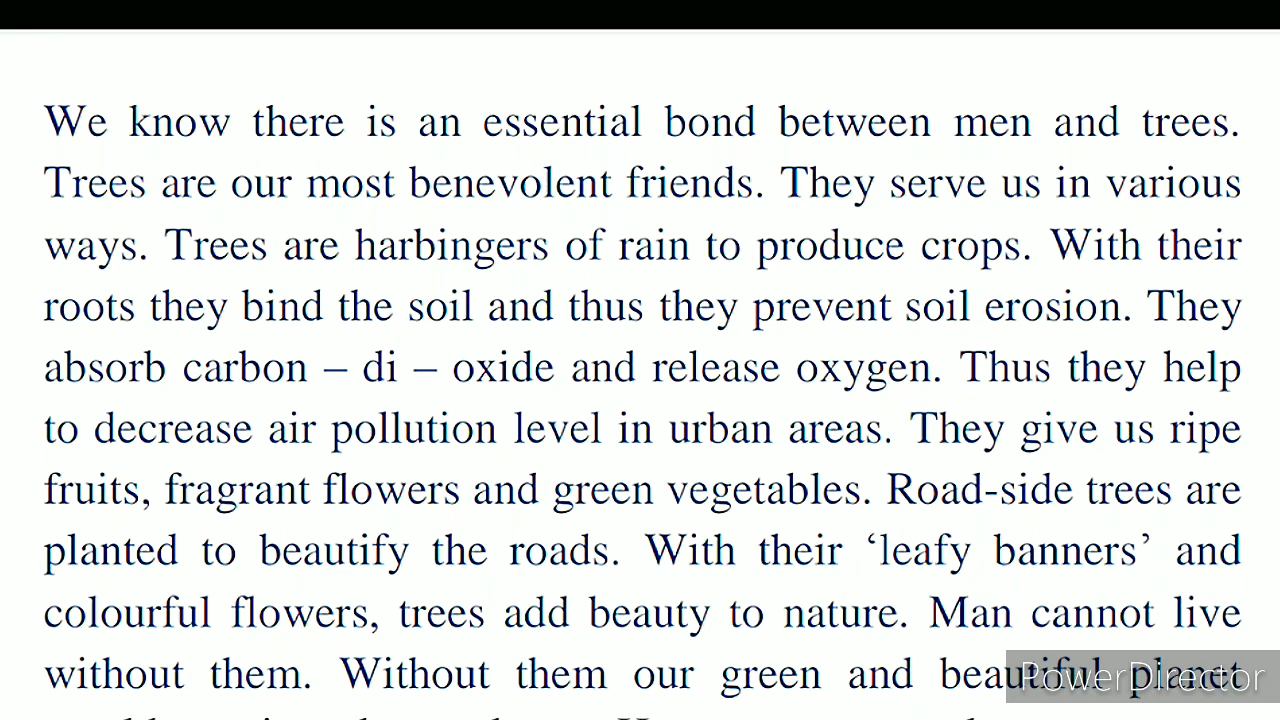 We know there is an essential bond between men and trees.
Trees are our most benevolent friends. They serve us in various
ways. Trees are harbingers of rain to produce crops. With their
roots they bind the soil and thus they prevent soil erosion. They
absorb carbon – di – oxide and release oxygen. Thus they help
to decrease air pollution level in urban areas. They give us ripe
fruits, fragrant flowers and green vegetables. Road-side trees are
planted to beautify the roads. With their ‘leafy banners’ and
colourful flowers, trees add beauty to nature. Man cannot live
without them. Without them our green and beautiful planet
PowerDirector